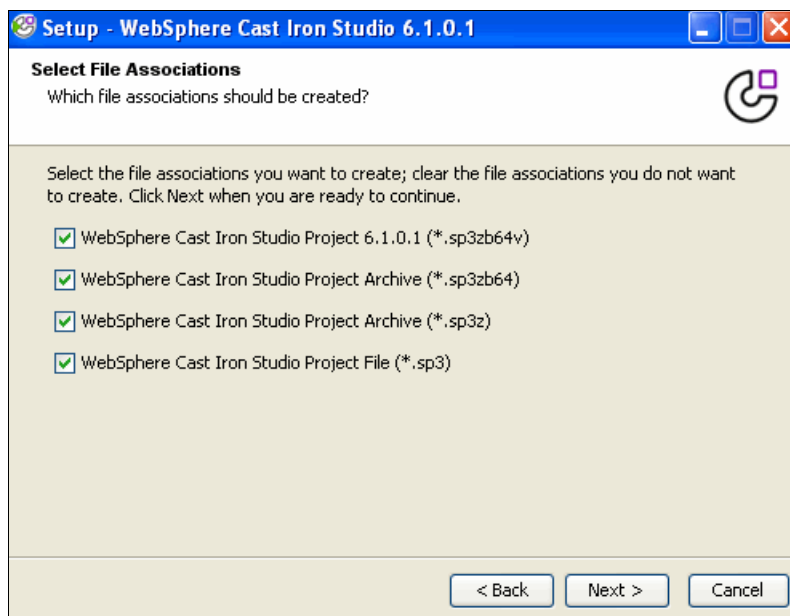 Setup - WebSphere Cast Iron Studio 6.1.0.1
Select File Associations
Which file associations should be created?
Select the file associations you want to create; clear the file associations you do not want
to create. Click Next when you are ready to continue.
WebSphere Cast Iron Studio Project 6.1.0.1 (*.sp3zb64v)
WebSphere Cast Iron Studio Project Archive (*.sp3zb64)
WebSphere Cast Iron Studio Project Archive (*.sp3z)
WebSphere Cast Iron Studio Project File (*.sp3)
< Back Next > Cancel